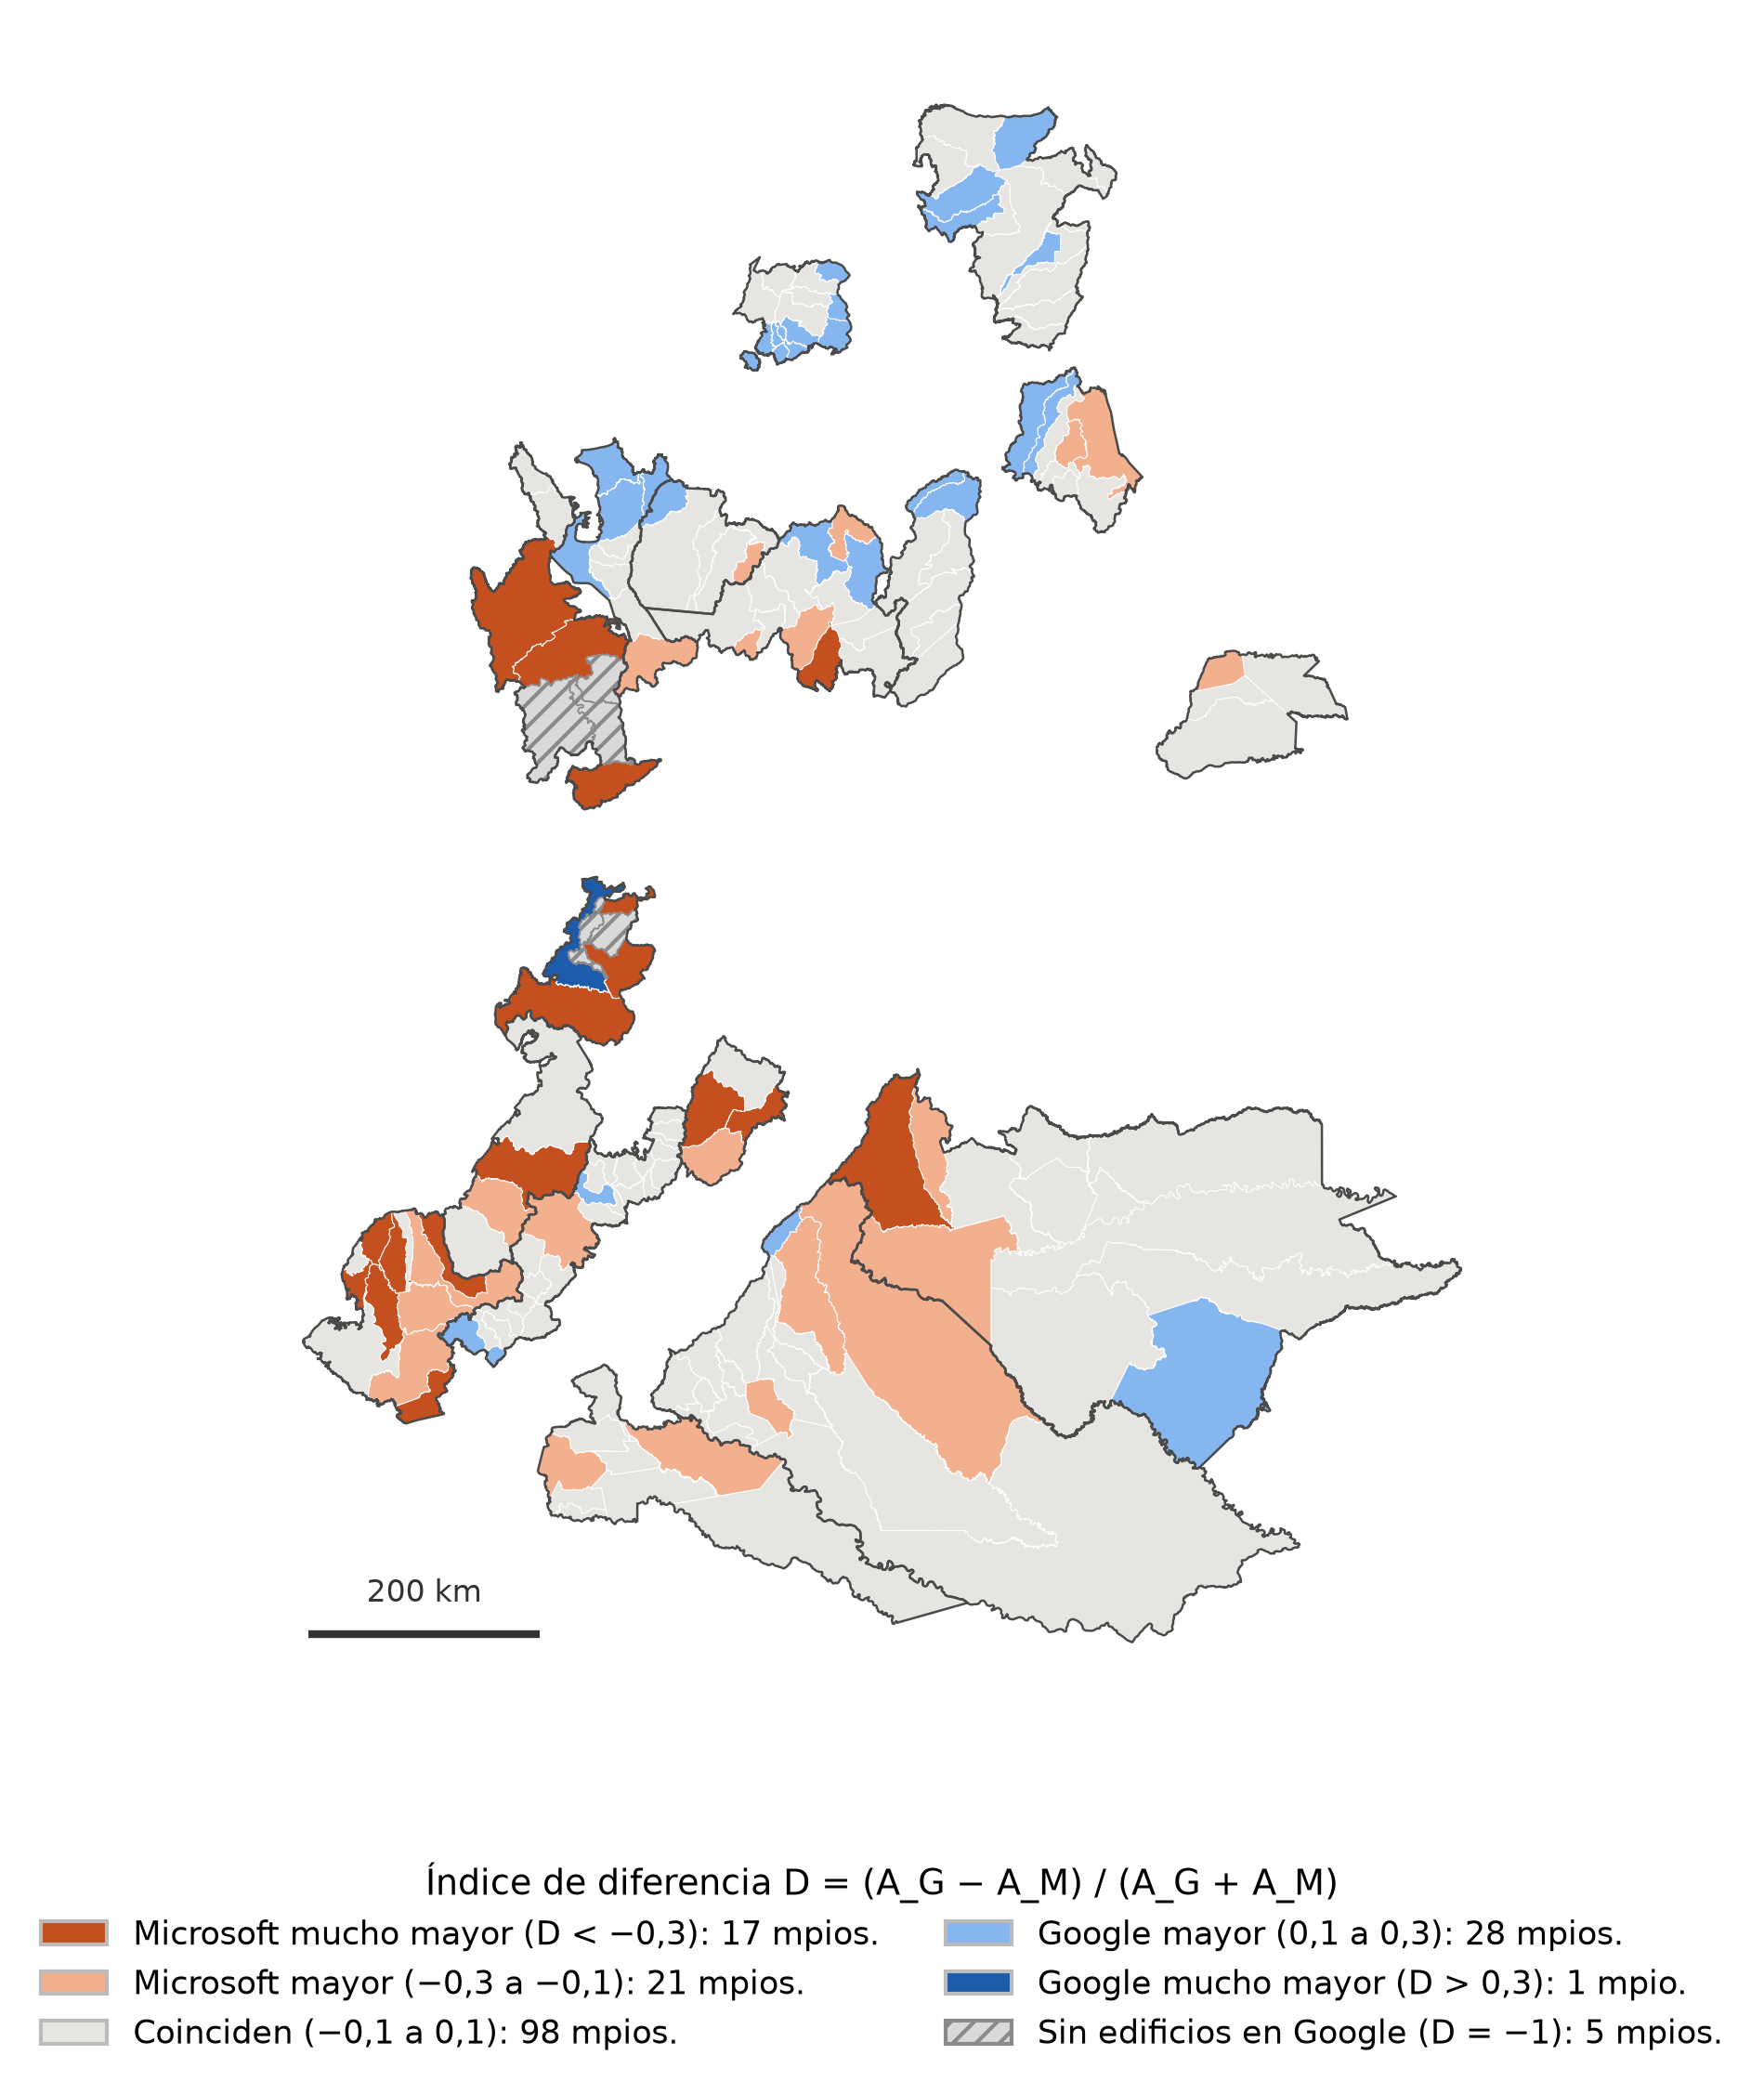 200 km
Índice de diferencia D = (A_G − A_M) / (A_G + A_M)
Microsoft mucho mayor (D < −0,3): 17 mpios.
Microsoft mayor (−0,3 a −0,1): 21 mpios.
Coinciden (−0,1 a 0,1): 98 mpios.
Google mayor (0,1 a 0,3): 28 mpios.
Google mucho mayor (D > 0,3): 1 mpio.
Sin edificios en Google (D = −1): 5 mpios.